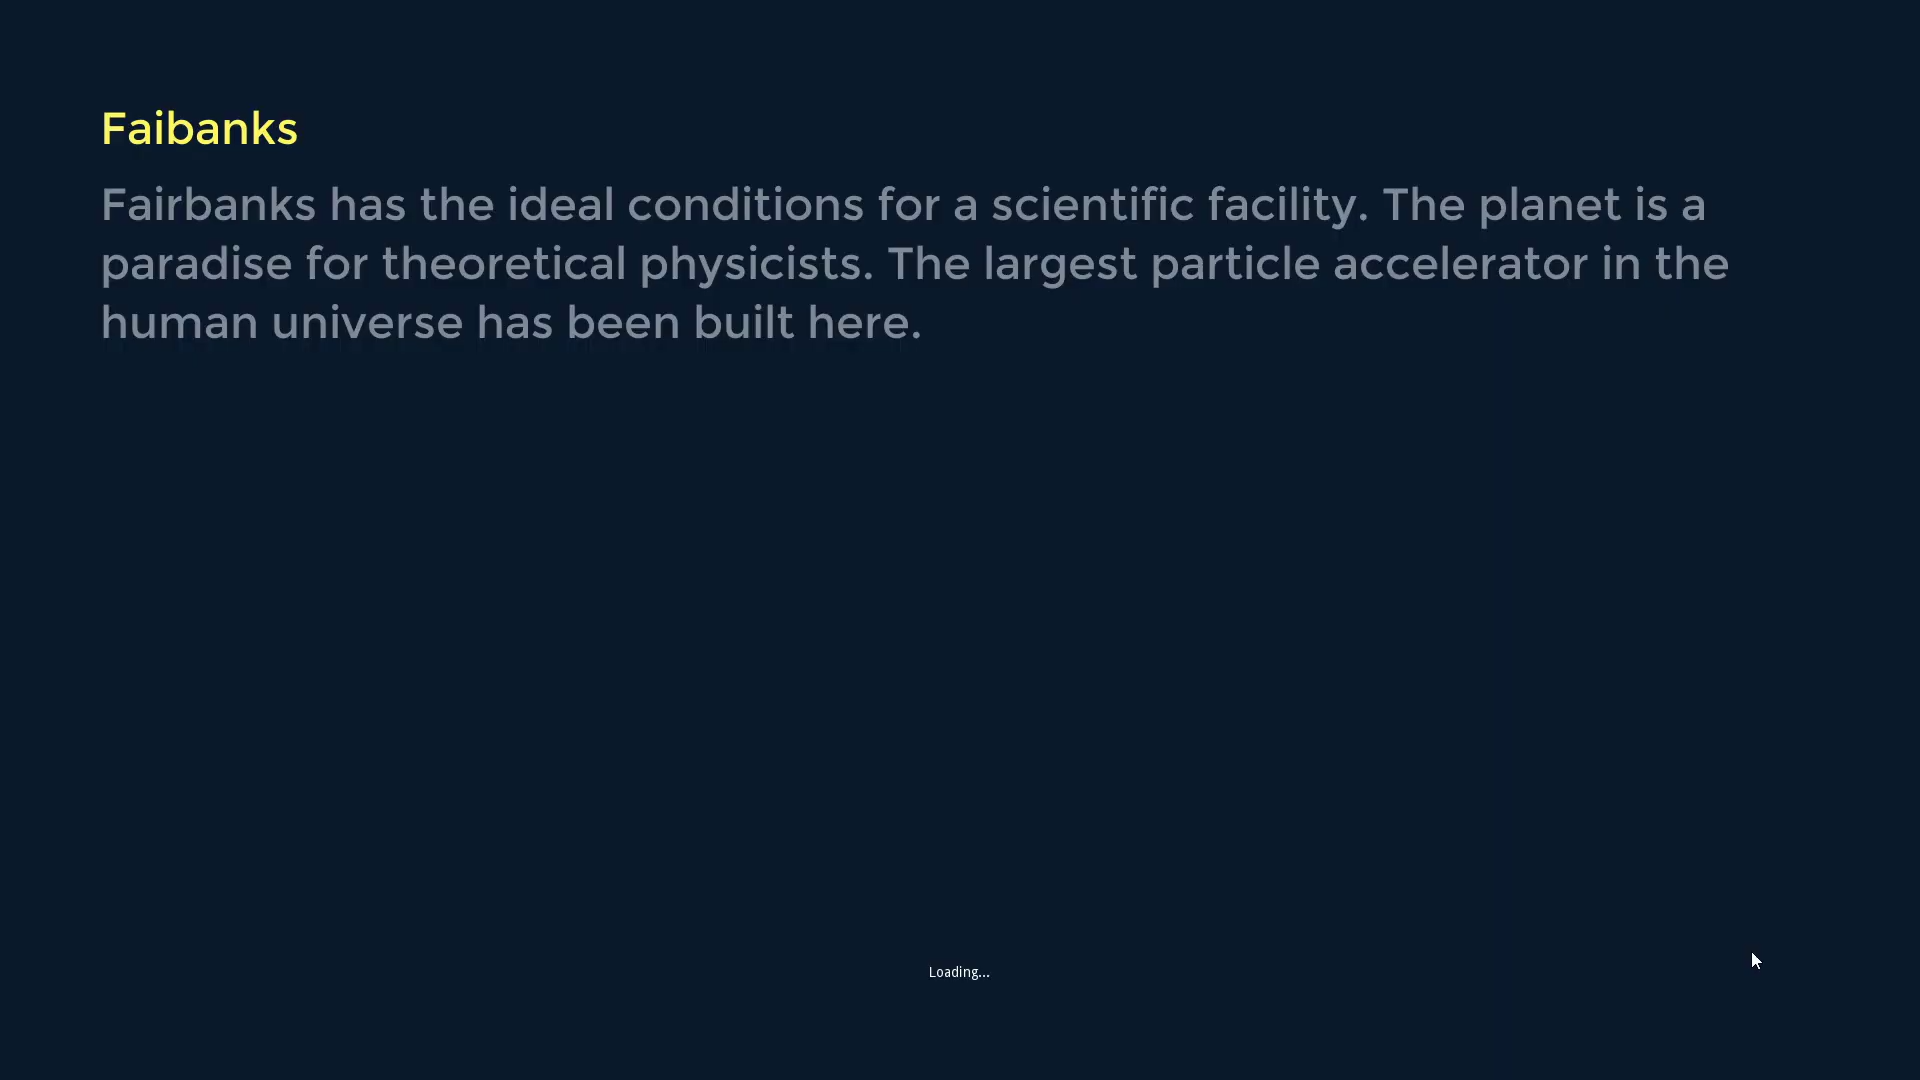 Faibanks
Fairbanks has the ideal conditions for a scientific facility. The planet is a
paradise for theoretical physicists. The largest particle accelerator in the
human universe has been built here.
Loading...